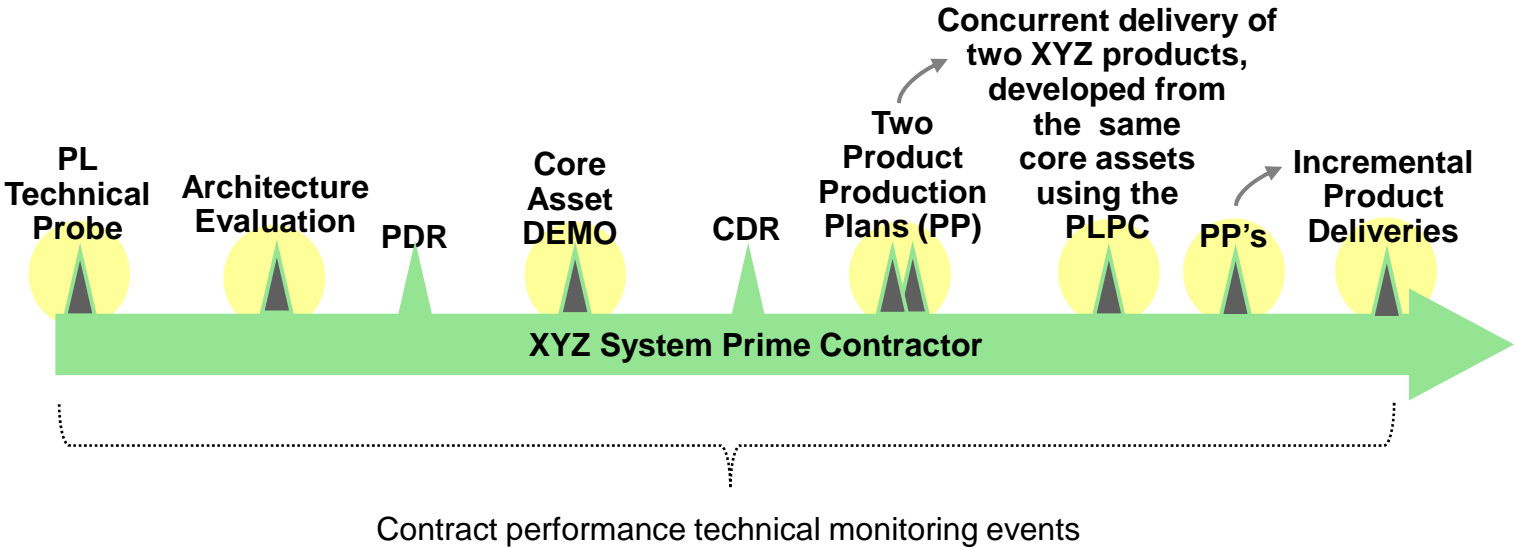 PL
Technical
Probe
Architecture
Evaluation
PDR
Core
Asset
DEMO
CDR
Two
Product
Production
Plans (PP)
Concurrent delivery of
two XYZ products,
developed from
the same
core assets
using the
PLPC
PP's
Incremental
Product
Deliveries
XYZ System Prime Contractor
Contract performance technical monitoring events